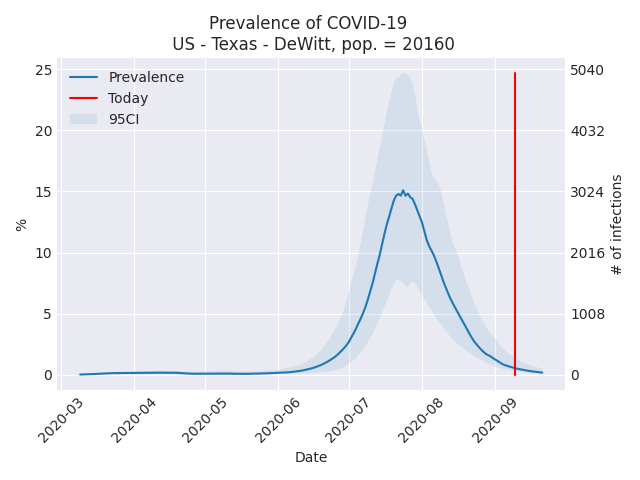 Prevalence of COVID-19
US - Texas - DeWitt, pop. = 20160
Prevalence
Today
95CI
25
20
15
10
5
0
%
5040
4032
3024
2016
1008
0
# of infections
2020-03
2020-04
2020-05
2020-06
2020-07
2020-08
2020-09
Date